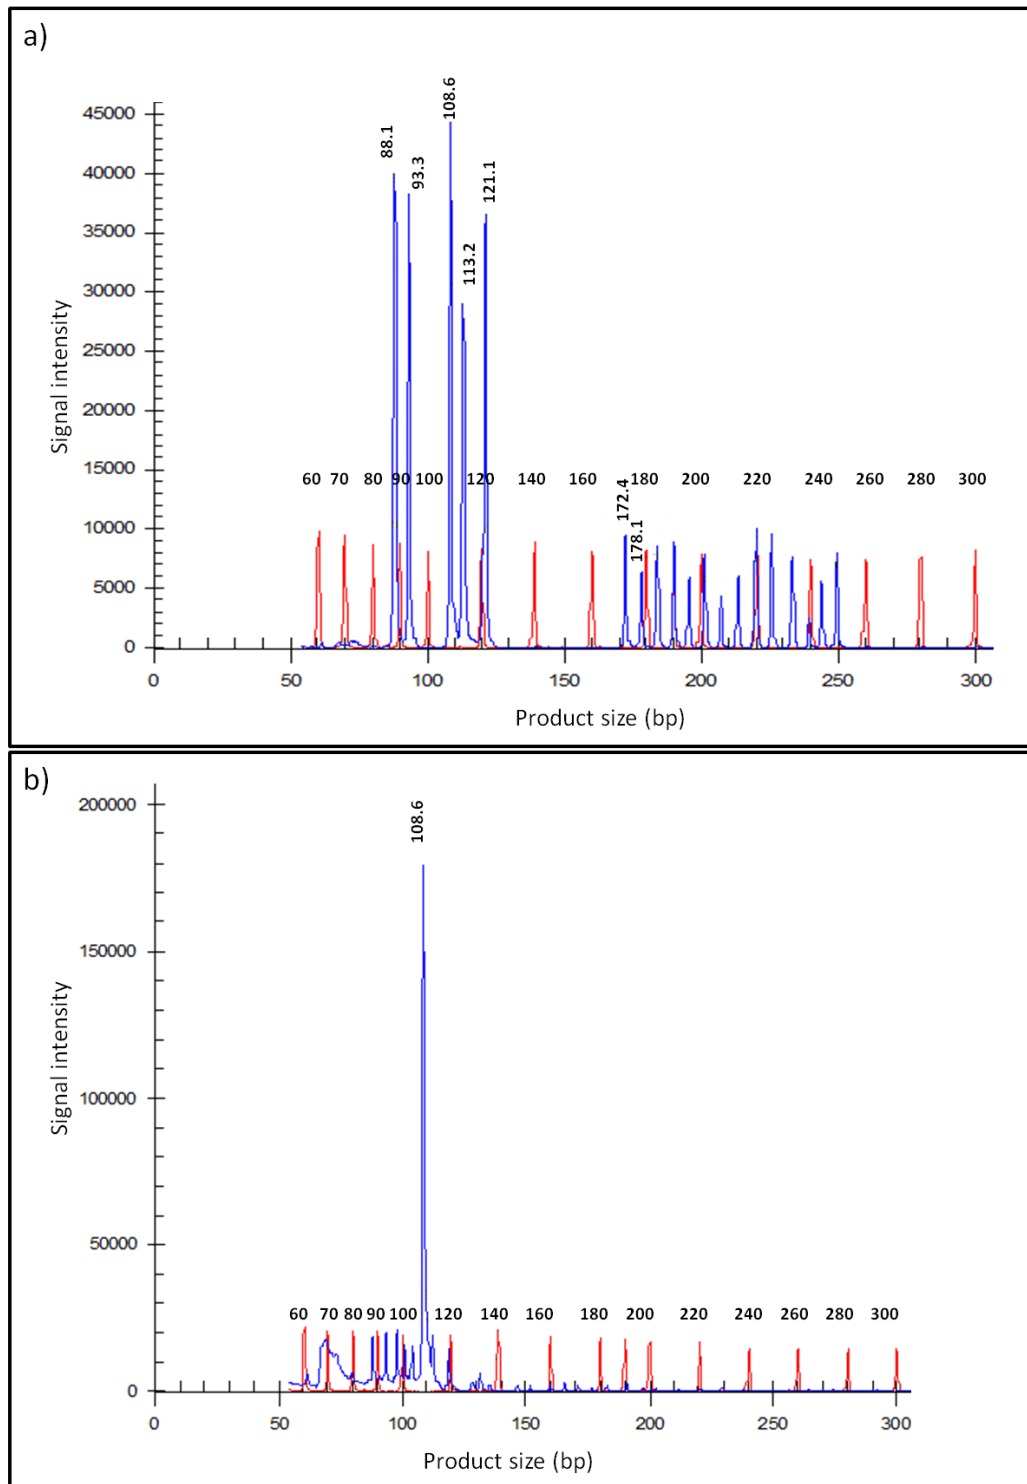 a)
108.6
88.1
93.3
121.1
113.2
45000
40000
35000
30000
25000
20000
15000
10000
5000
0
Signal intensity
60 70 80 90 100 120 140 160 172.4 178.1 180 200 220 240 260 280 300
0 50 100 150 200 250 300
Product size (bp)
b)
108.6
200000
150000
100000
50000
0
Signal intensity
60 70 80 90 100 120 140 160 180 200 220 240 260 280 300
0 50 100 150 200 250 300
Product size (bp)